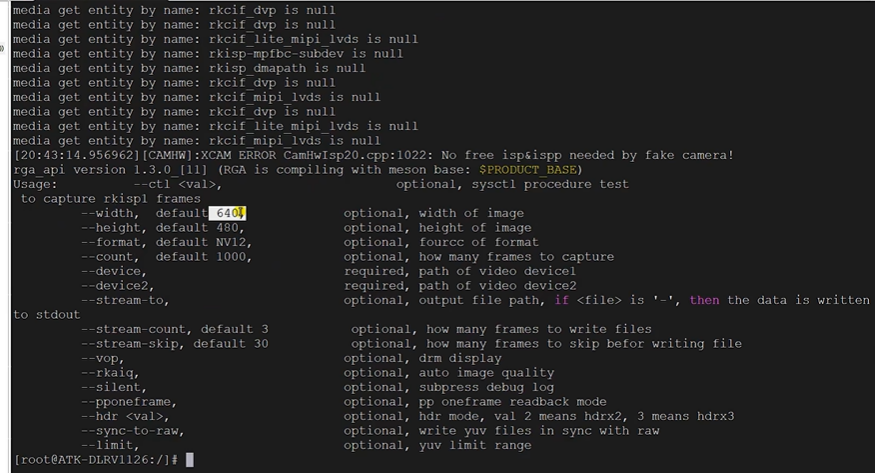 media get entity by name: rkcif_dvp is null
media get entity by name: rkcif_dvp is null
media get entity by name: rkcif_lite_mipi_lvds is null
media get entity by name: rkisp-mpfbc-subdev is null
media get entity by name: rkisp_dmapath is null
media get entity by name: rkcif_dvp is null
media get entity by name: rkcif_mipi_lvds is null
media get entity by name: rkcif_dvp is null
media get entity by name: rkcif_lite_mipi_lvds is null
media get entity by name: rkcif_mipi_lvds is null
[20:43:14.956962][CAMHW]:XCAM ERROR CamHwIsp20.cpp:1022: No free isp&ispp needed by fake camera!
rga_api version 1.3.0_[11] (RGA is compiling with meson base: $PRODUCT_BASE)
Usage: --ctl <val>, optional, sysctl procedure test
to capture rkisp1 frames
--width, default 640, optional, width of image
--height, default 480, optional, height of image
--format, default NV12, optional, fourcc of format
--count, default 1000, optional, how many frames to capture
--device, required, path of video device1
--device2, required, path of video device2
--stream-to, optional, output file path, if <file> is '-', then the data is written
to stdout
--stream-count, default 3 optional, how many frames to write files
--stream-skip, default 30 optional, how many frames to skip befor writing file
--vop, optional, drm display
--rkaiq, optional, auto image quality
--silent, optional, subpress debug log
--pponeframe, optional, pp oneframe readback mode
--hdr <val>, optional, hdr mode, val 2 means hdrx2, 3 means hdrx3
--sync-to-raw, optional, write yuv files in sync with raw
--limit, optional, yuv limit range
[root@ATK-DLRV1126:/]#